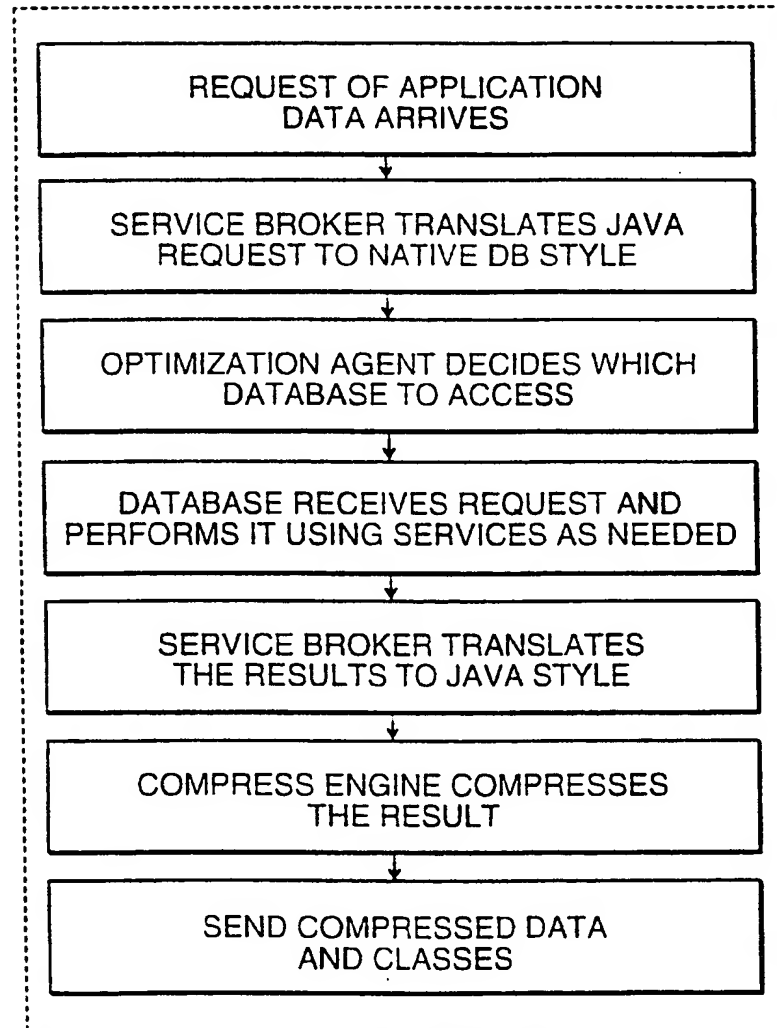 REQUEST OF APPLICATION
DATA ARRIVES
SERVICE BROKER TRANSLATES JAVA
REQUEST TO NATIVE DB STYLE
OPTIMIZATION AGENT DECIDES WHICH
DATABASE TO ACCESS
DATABASE RECEIVES REQUEST AND
PERFORMS IT USING SERVICES AS NEEDED
SERVICE BROKER TRANSLATES
THE RESULTS TO JAVA STYLE
COMPRESS ENGINE COMPRESSES
THE RESULT
SEND COMPRESSED DATA
AND CLASSES